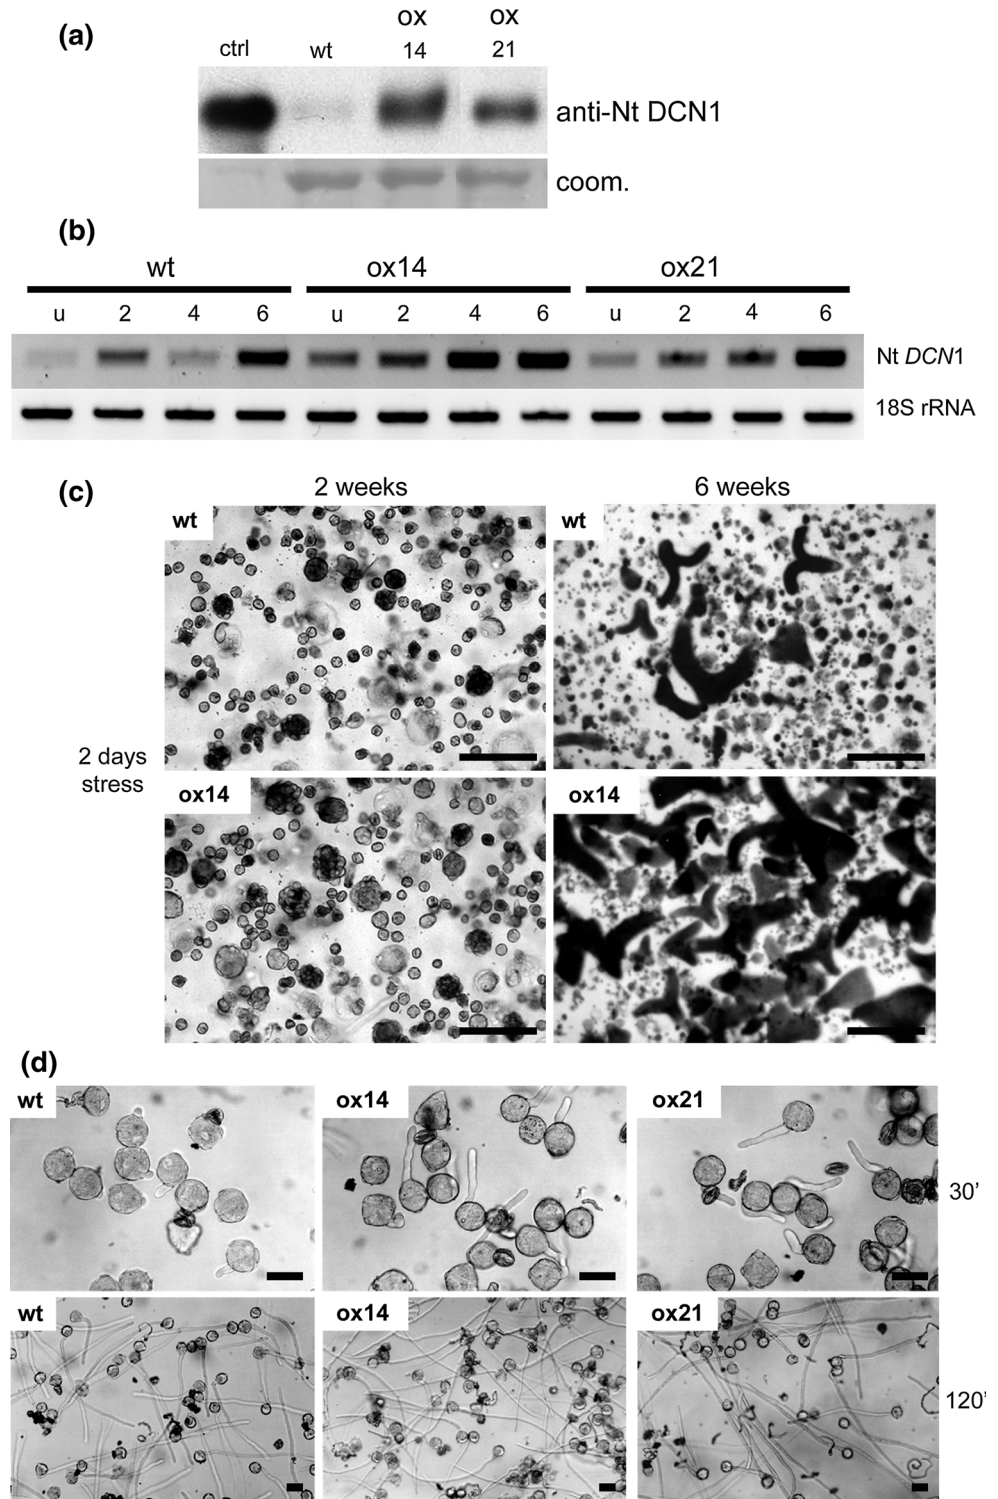 (a)
ctrl wt ox 14 ox 21
anti-Nt DCN1
coom.
(b)
wt ox14 ox21
u 2 4 6 u 2 4 6 u 2 4 6
Nt DCN1
18S rRNA
(c)
2 weeks 6 weeks
wt wt
2 days
stress
ox14 ox14
(d)
wt ox14 ox21
30'
wt ox14 ox21
120'